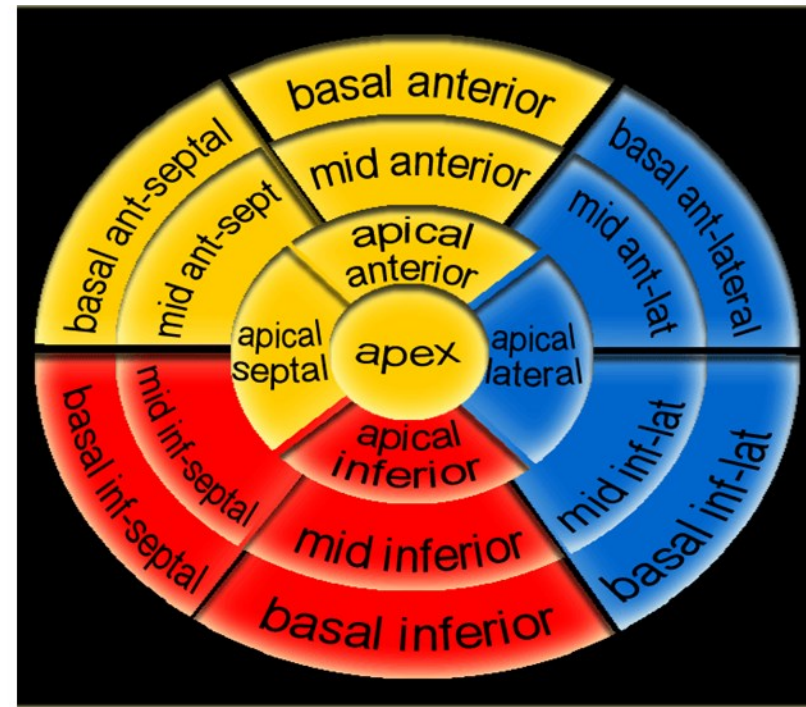 basal anterior
mid anterior
apical
anterior
basal ant-septal
mid ant-sept
basal ant-lateral
mid ant-lat
apical
septal
apex
apical
lateral
basal inf-septal
mid inf-septal
apical
inferior
mid inferior
basal inferior
mid inf-lat
basal inf-lat